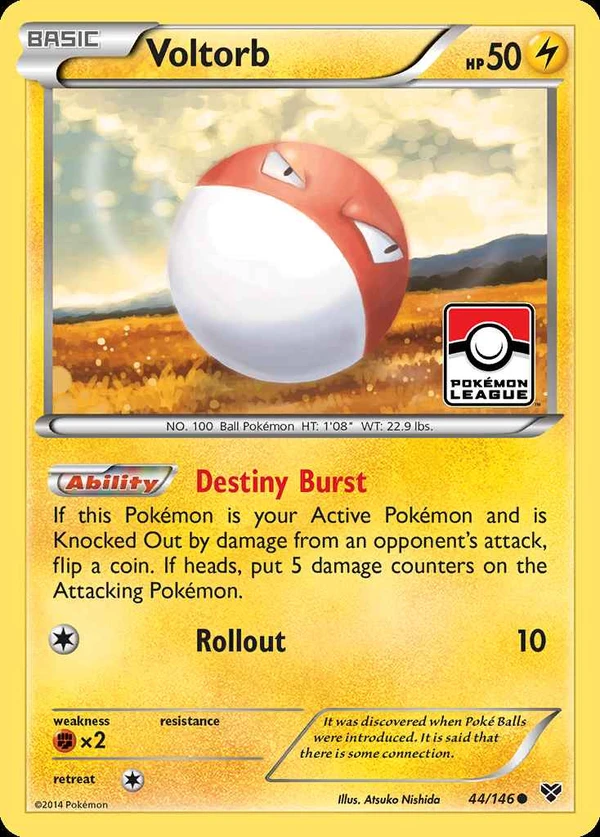 BASIC
Voltorb
HP 50
POKÉMON
LEAGUE
TM
NO. 100 Ball Pokémon HT: 1'08" WT: 22.9 lbs.
Ability Destiny Burst
If this Pokémon is your Active Pokémon and is
Knocked Out by damage from an opponent's attack,
flip a coin. If heads, put 5 damage counters on the
Attacking Pokémon.
Rollout 10
weakness resistance
×2
It was discovered when Poké Balls
were introduced. It is said that
there is some connection.
retreat
©2014 Pokémon
Illus. Atsuko Nishida 44/146